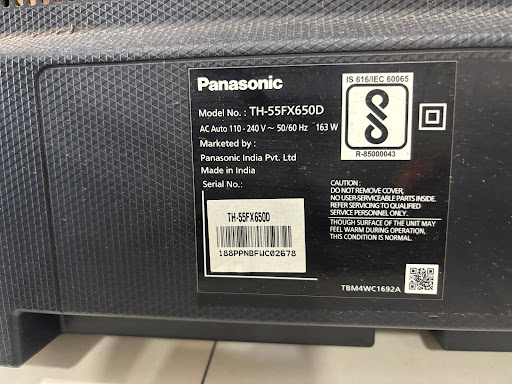 Panasonic
Model No. : TH-55FX650D
AC Auto 110 - 240 V ~ 50/60 Hz 163 W
Marketed by :
Panasonic India Pvt. Ltd
Made in India
Serial No.:
TH-55FX650D
188PPNBFWC02678
IS 616/IEC 60065
R-85000043
CAUTION :
DO NOT REMOVE COVER,
NO USER-SERVICEABLE PARTS INSIDE.
REFER SERVICING TO QUALIFIED
SERVICE PERSONNEL ONLY.
THOUGH SURFACE OF THE UNIT MAY
FEEL WARM DURING OPERATION,
THIS CONDITION IS NORMAL.
TBM4WC1692A